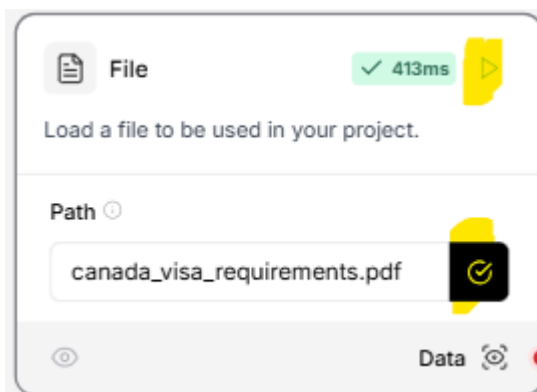 File
413ms
Load a file to be used in your project.
Path
canada_visa_requirements.pdf
Data